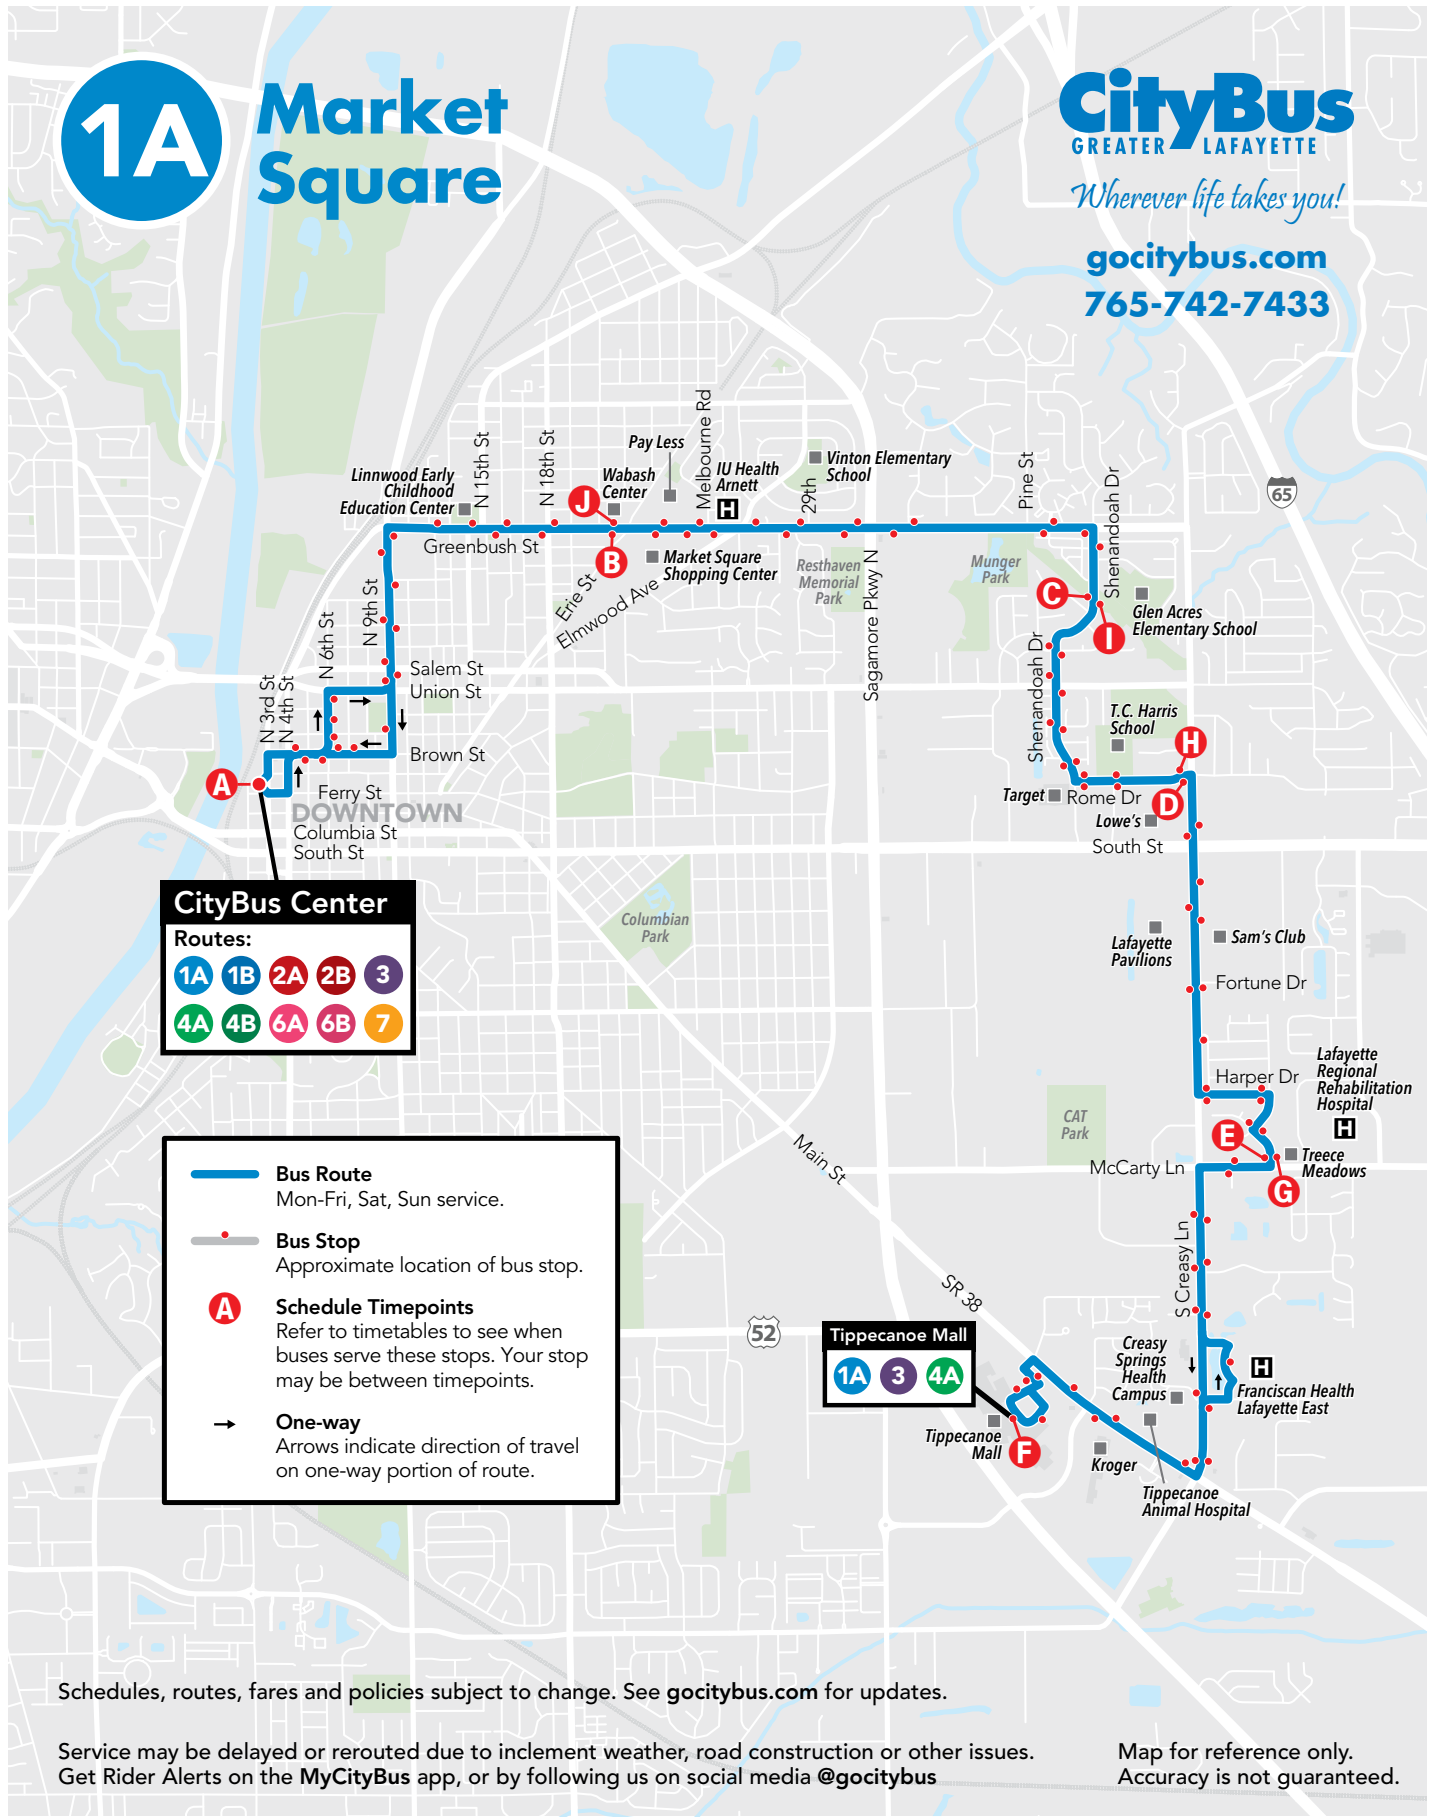 1A
Market
Square
CityBus
GREATER LAFAYETTE
Wherever life takes you!
gocitybus.com
765-742-7433
65
Linnwood Early
Childhood
Education Center
N 15th St
N 18th St
Pay Less
Wabash
Center
Melbourne Rd
IU Health
Arnett
H
29th
Vinton Elementary
School
Pine St
Shenandoah Dr
J
Greenbush St
B
Market Square
Shopping Center
Erie St
Elmwood Ave
Resthaven
Memorial
Park
Sagamore Pkwy N
Munger
Park
C
I
Glen Acres
Elementary School
N 9th St
N 6th St
Salem St
Union St
Shenandoah Dr
N 3rd St
N 4th St
T.C. Harris
School
H
Brown St
A
Ferry St
DOWNTOWN
Columbia St
South St
Target
Rome Dr
D
Lowe's
South St
CityBus Center
Routes:
1A 1B 2A 2B 3
4A 4B 6A 6B 7
Columbian
Park
Lafayette
Pavilions
Sam's Club
Fortune Dr
Harper Dr
Lafayette
Regional
Rehabilitation
Hospital
H
CAT
Park
E
Main St
McCarty Ln
Treece
Meadows
G
S Creasy Ln
SR 38
52
Bus Route
Mon-Fri, Sat, Sun service.
Bus Stop
Approximate location of bus stop.
A
Schedule Timepoints
Refer to timetables to see when
buses serve these stops. Your stop
may be between timepoints.
One-way
Arrows indicate direction of travel
on one-way portion of route.
Tippecanoe Mall
1A 3 4A
Creasy
Springs
Health
Campus
H
Franciscan Health
Lafayette East
Tippecanoe
Mall
F
Kroger
Tippecanoe
Animal Hospital
Schedules, routes, fares and policies subject to change. See gocitybus.com for updates.
Service may be delayed or rerouted due to inclement weather, road construction or other issues.
Get Rider Alerts on the MyCityBus app, or by following us on social media @gocitybus
Map for reference only.
Accuracy is not guaranteed.